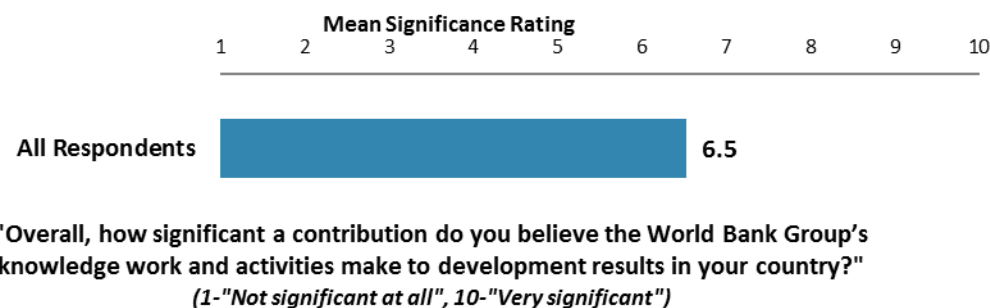 Mean Significance Rating
1 2 3 4 5 6 7 8 9 10
All Respondents 6.5
"Overall, how significant a contribution do you believe the World Bank Group’s
knowledge work and activities make to development results in your country?"
(1-"Not significant at all", 10-"Very significant")